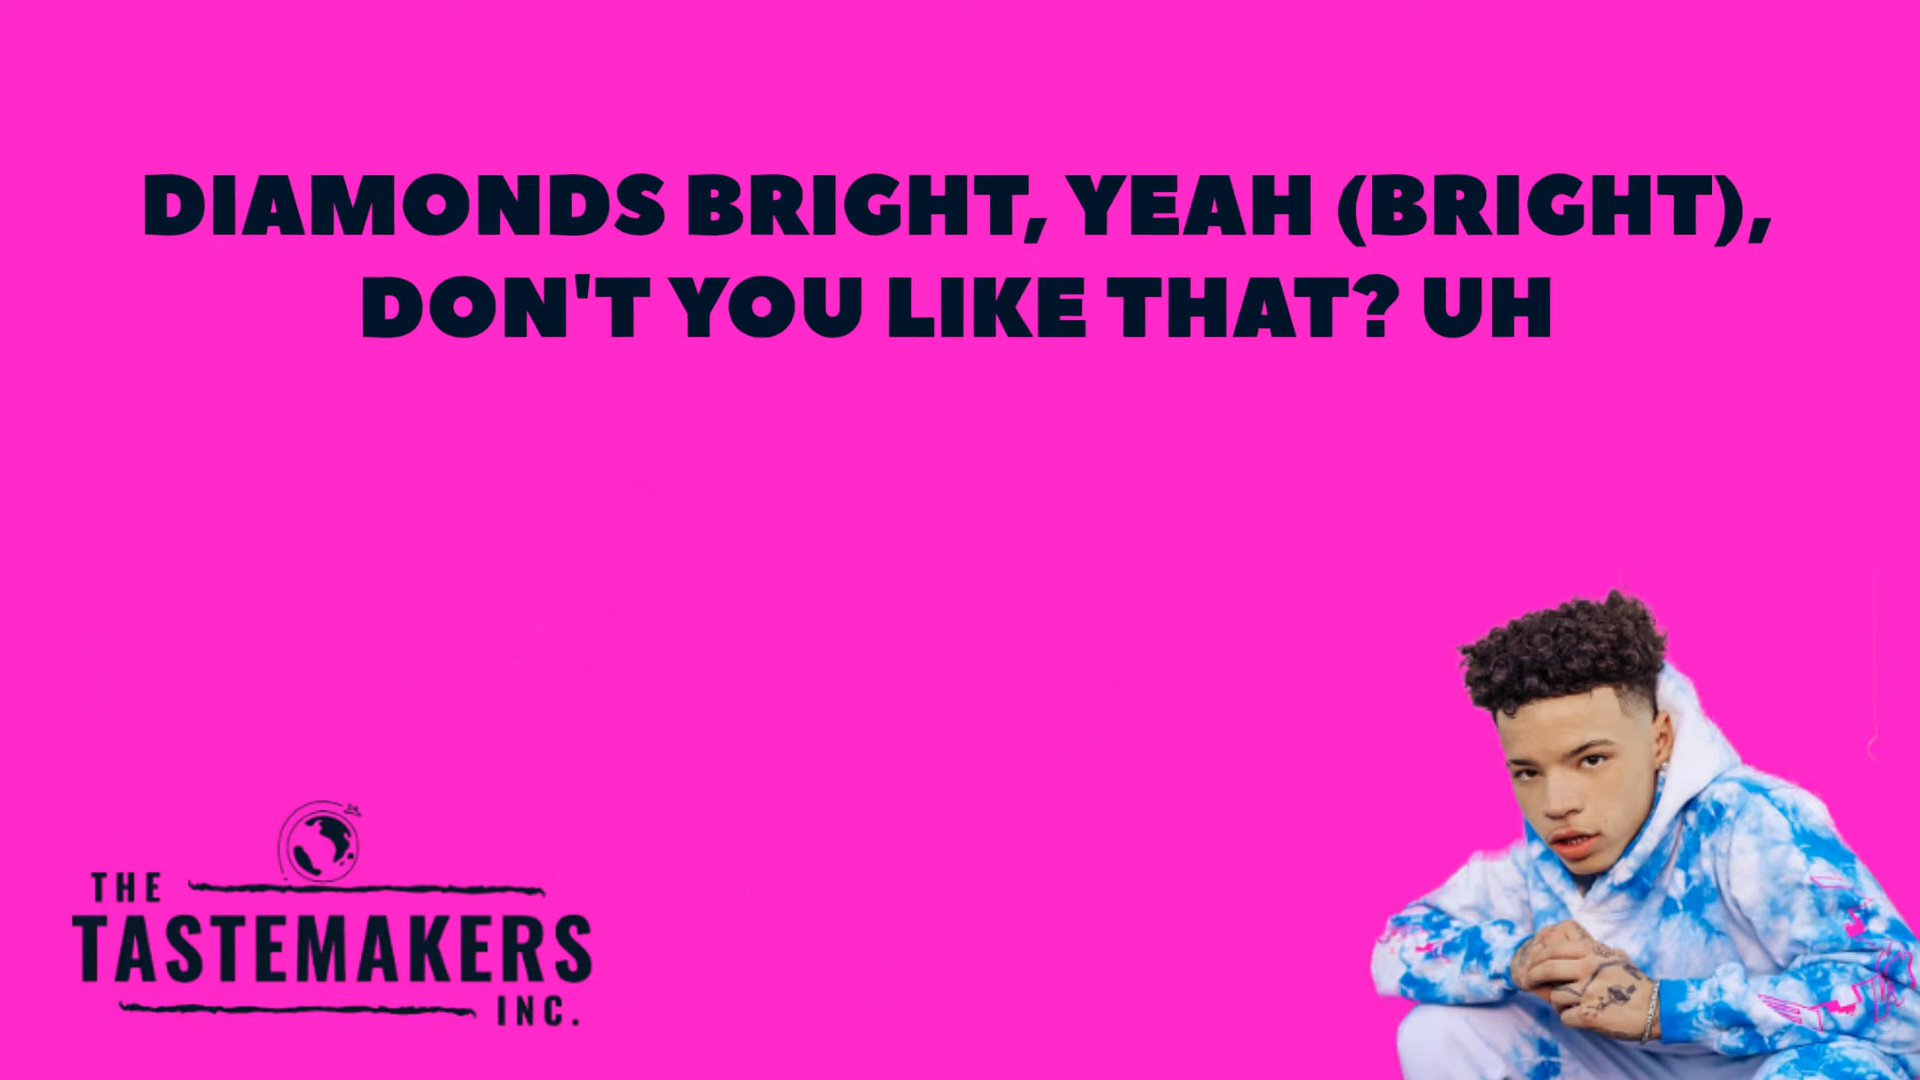 DIAMONDS BRIGHT, YEAH (BRIGHT),
DON'T YOU LIKE THAT? UH
THE
TASTEMAKERS
INC.